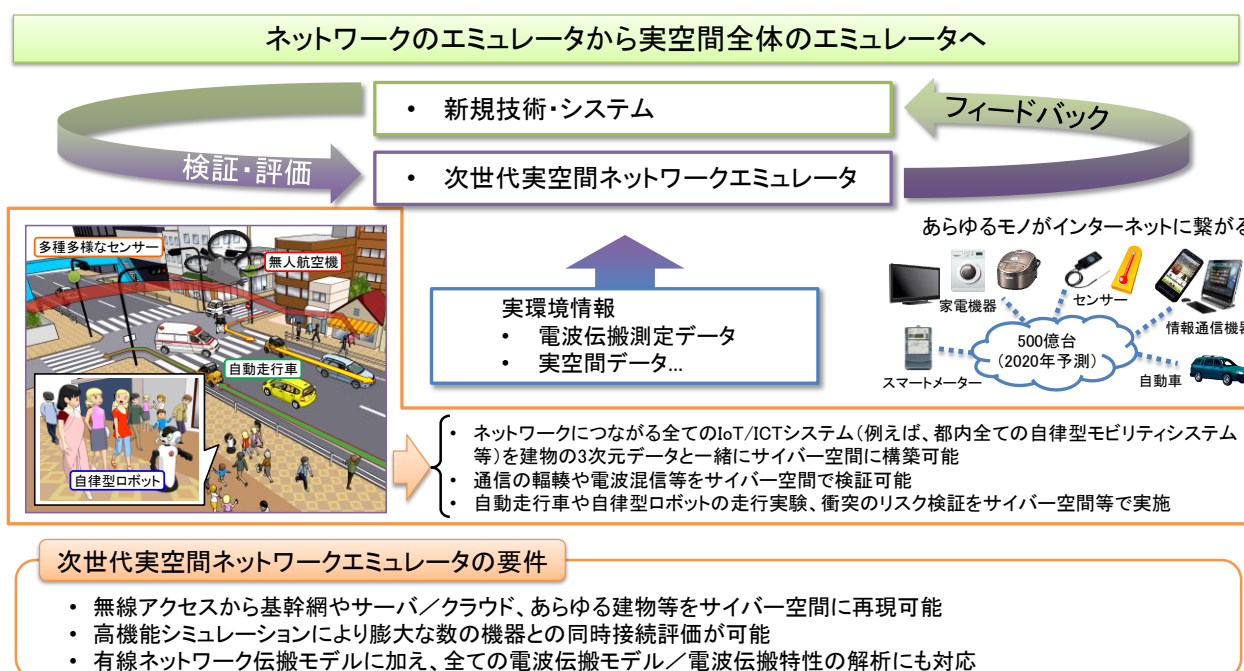 ネットワークのエミュレータから実空間全体のエミュレータへ
・ 新規技術・システム
フィードバック
検証・評価
・ 次世代実空間ネットワークエミュレータ
あらゆるモノがインターネットに繋がる
多種多様なセンサー
無人航空機
自動走行車
自律型ロボット
実環境情報
・ 電波伝搬測定データ
・ 実空間データ…
家電機器
センサー
情報通信機器
500億台
(2020年予測)
スマートメーター
自動車
・ ネットワークにつながる全てのIoT/ICTシステム(例えば、都内全ての自律型モビリティシステム
等)を建物の3次元データと一緒にサイバー空間に構築可能
・ 通信の輻輳や電波混信等をサイバー空間で検証可能
・ 自動走行車や自律型ロボットの走行実験、衝突のリスク検証をサイバー空間等で実施
次世代実空間ネットワークエミュレータの要件
・ 無線アクセスから基幹網やサーバ／クラウド、あらゆる建物等をサイバー空間に再現可能
・ 高機能シミュレーションにより膨大な数の機器との同時接続評価が可能
・ 有線ネットワーク伝搬モデルに加え、全ての電波伝搬モデル／電波伝搬特性の解析にも対応